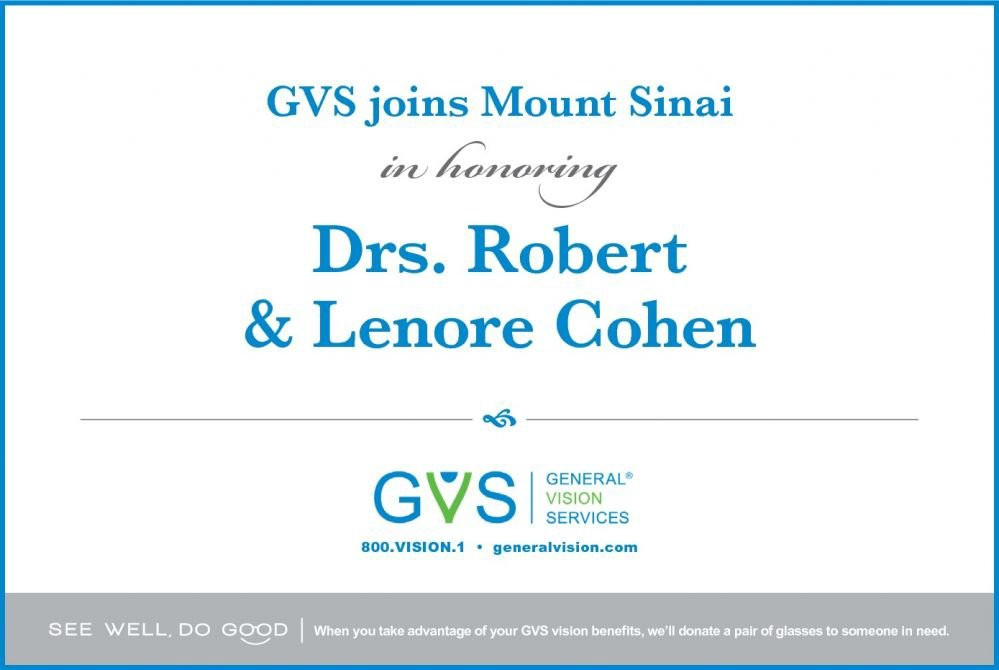 GVS joins Mount Sinai
in honoring
Drs. Robert
& Lenore Cohen
GVS
GENERAL®
VISION
SERVICES
800.VISION.1 • generalvision.com
SEE WELL, DO GOOD | When you take advantage of your GVS vision benefits, we'll donate a pair of glasses to someone in need.